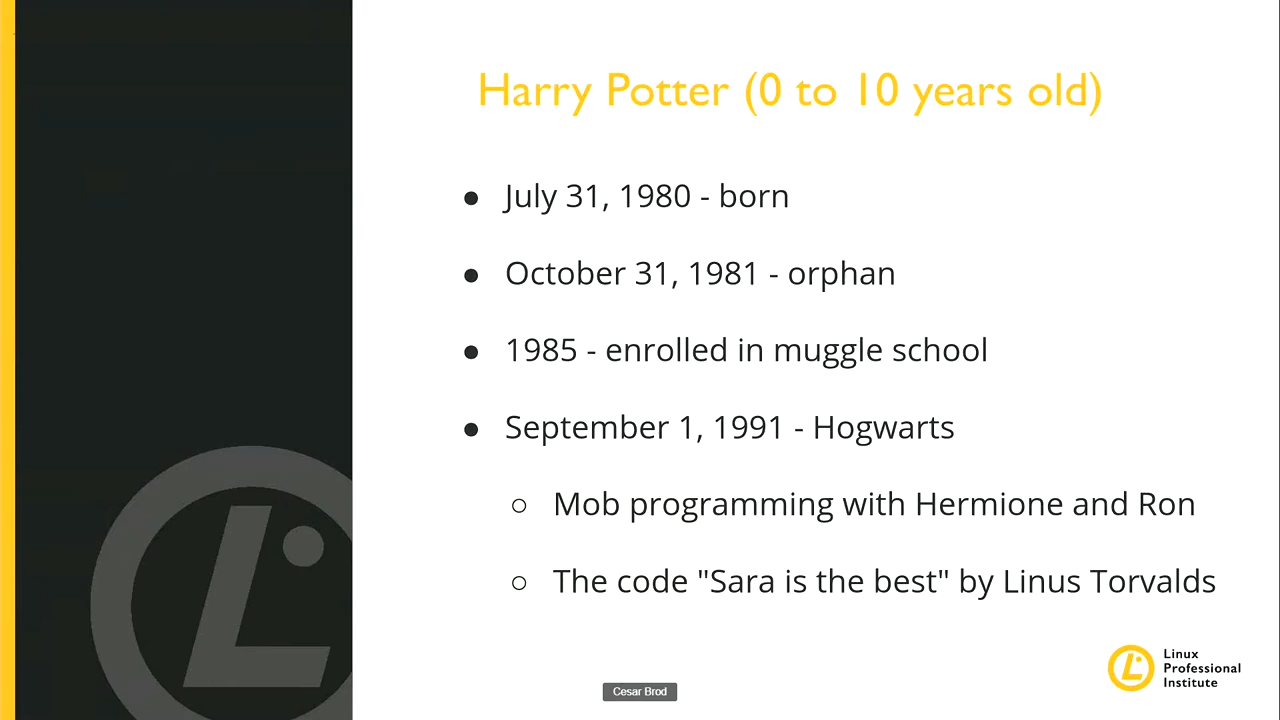 Harry Potter (0 to 10 years old)
● July 31, 1980 - born
● October 31, 1981 - orphan
● 1985 - enrolled in muggle school
● September 1, 1991 - Hogwarts
○ Mob programming with Hermione and Ron
○ The code "Sara is the best" by Linus Torvalds
Linux
Professional
Institute
Cesar Brod